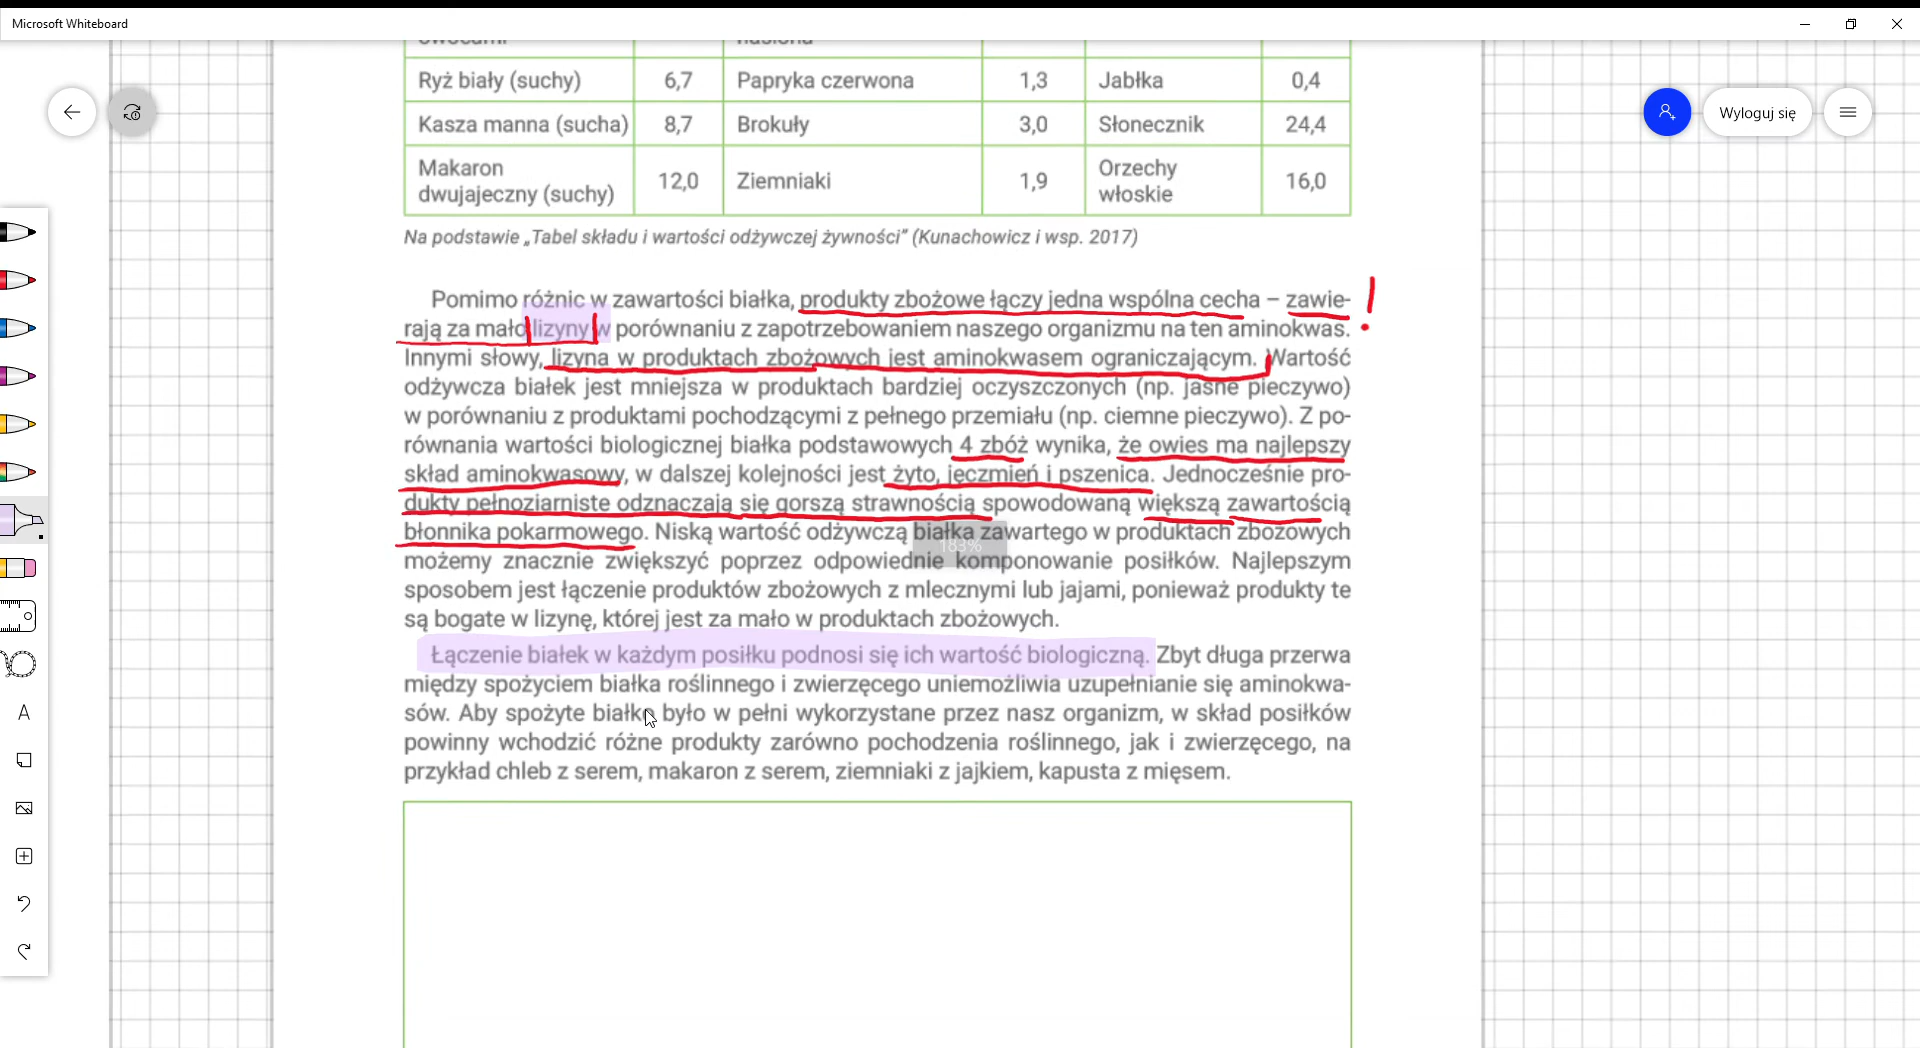 Microsoft Whiteboard
owocami nasiona
Ryż biały (suchy) 6,7 Papryka czerwona 1,3 Jabłka 0,4
Wyloguj się
Kasza manna (sucha) 8,7 Brokuły 3,0 Słonecznik 24,4
Makaron dwujajeczny (suchy) 12,0 Ziemniaki 1,9 Orzechy włoskie 16,0
Na podstawie „Tabel składu i wartości odżywczej żywności” (Kunachowicz i wsp. 2017)
Pomimo różnic w zawartości białka, produkty zbożowe łączy jedna wspólna cecha – zawie- !
rają za mało lizyny w porównaniu z zapotrzebowaniem naszego organizmu na ten aminokwas.
Innymi słowy, lizyna w produktach zbożowych jest aminokwasem ograniczającym. Wartość
odżywcza białek jest mniejsza w produktach bardziej oczyszczonych (np. jasne pieczywo)
w porównaniu z produktami pochodzącymi z pełnego przemiału (np. ciemne pieczywo). Z po-
równania wartości biologicznej białka podstawowych 4 zbóż wynika, że owies ma najlepszy
skład aminokwasowy, w dalszej kolejności jest żyto, jęczmień i pszenica. Jednocześnie pro-
dukty pełnoziarniste odznaczają się gorszą strawnością spowodowaną większą zawartością
błonnika pokarmowego. Niską wartość odżywczą białka zawartego w produktach zbożowych
183%
możemy znacznie zwiększyć poprzez odpowiednie komponowanie posiłków. Najlepszym
sposobem jest łączenie produktów zbożowych z mlecznymi lub jajami, ponieważ produkty te
są bogate w lizynę, której jest za mało w produktach zbożowych.
Łączenie białek w każdym posiłku podnosi się ich wartość biologiczną. Zbyt długa przerwa
między spożyciem białka roślinnego i zwierzęcego uniemożliwia uzupełnianie się aminokwa-
sów. Aby spożyte białko było w pełni wykorzystane przez nasz organizm, w skład posiłków
powinny wchodzić różne produkty zarówno pochodzenia roślinnego, jak i zwierzęcego, na
przykład chleb z serem, makaron z serem, ziemniaki z jajkiem, kapusta z mięsem.